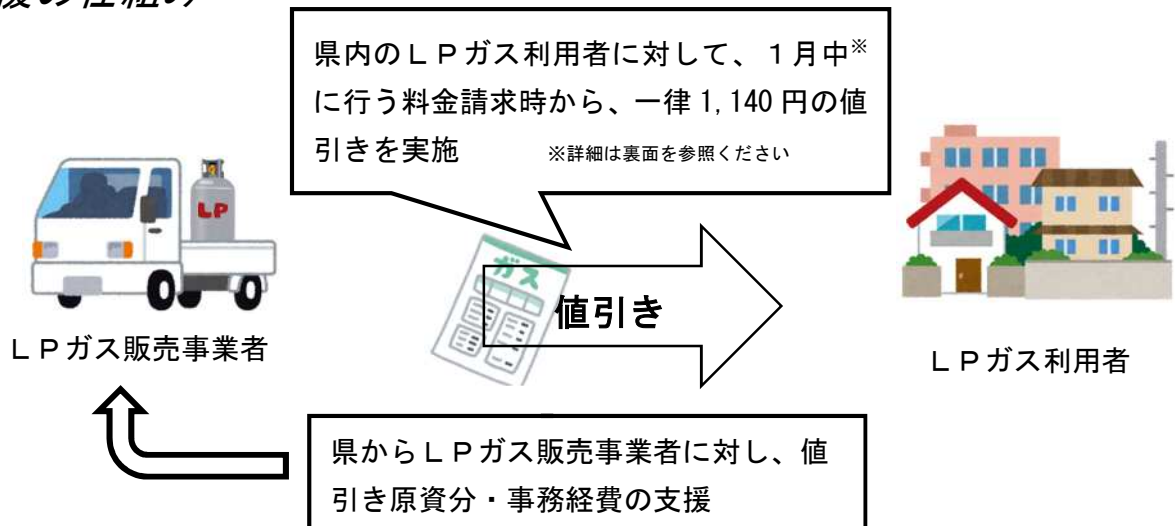 援の仕組み
県内のＬＰガス利用者に対して、１月中※
に行う料金請求時から、一律 1,140 円の値
引きを実施　　※詳細は裏面を参照ください
LP
ガス
値引き
ＬＰガス販売事業者
ＬＰガス利用者
県からＬＰガス販売事業者に対し、値
引き原資分・事務経費の支援